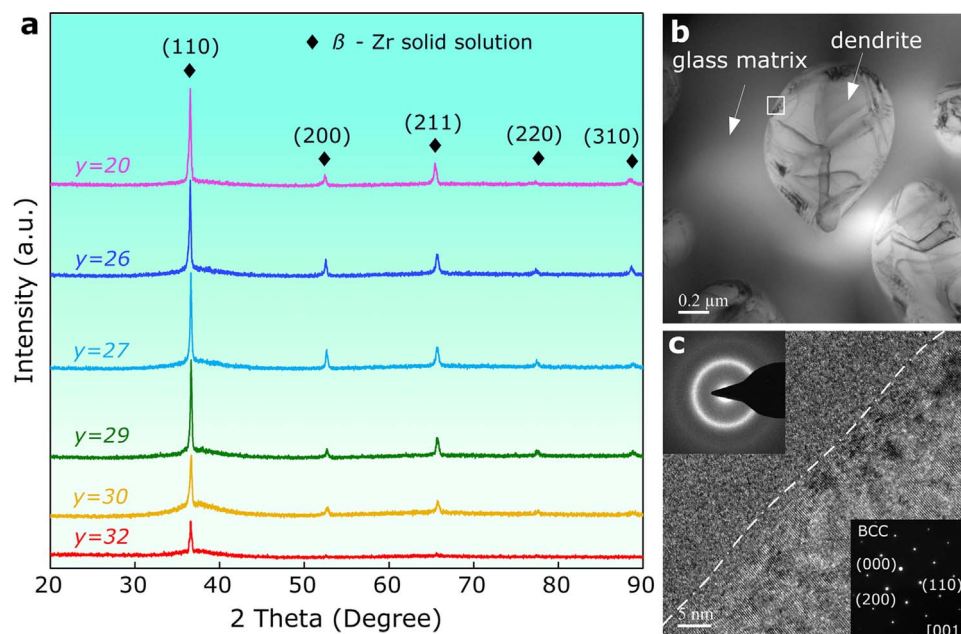 a
(110)
◆ ß - Zr solid solution
(200)
(211)
(220)
(310)
y=20
y=26
y=27
y=29
y=30
y=32
Intensity (a.u.)
20 30 40 50 60 70 80 90
2 Theta (Degree)
b
dendrite
glass matrix
0.2 µm
c
5 nm
BCC
(000)
(110)
(200)
[001]